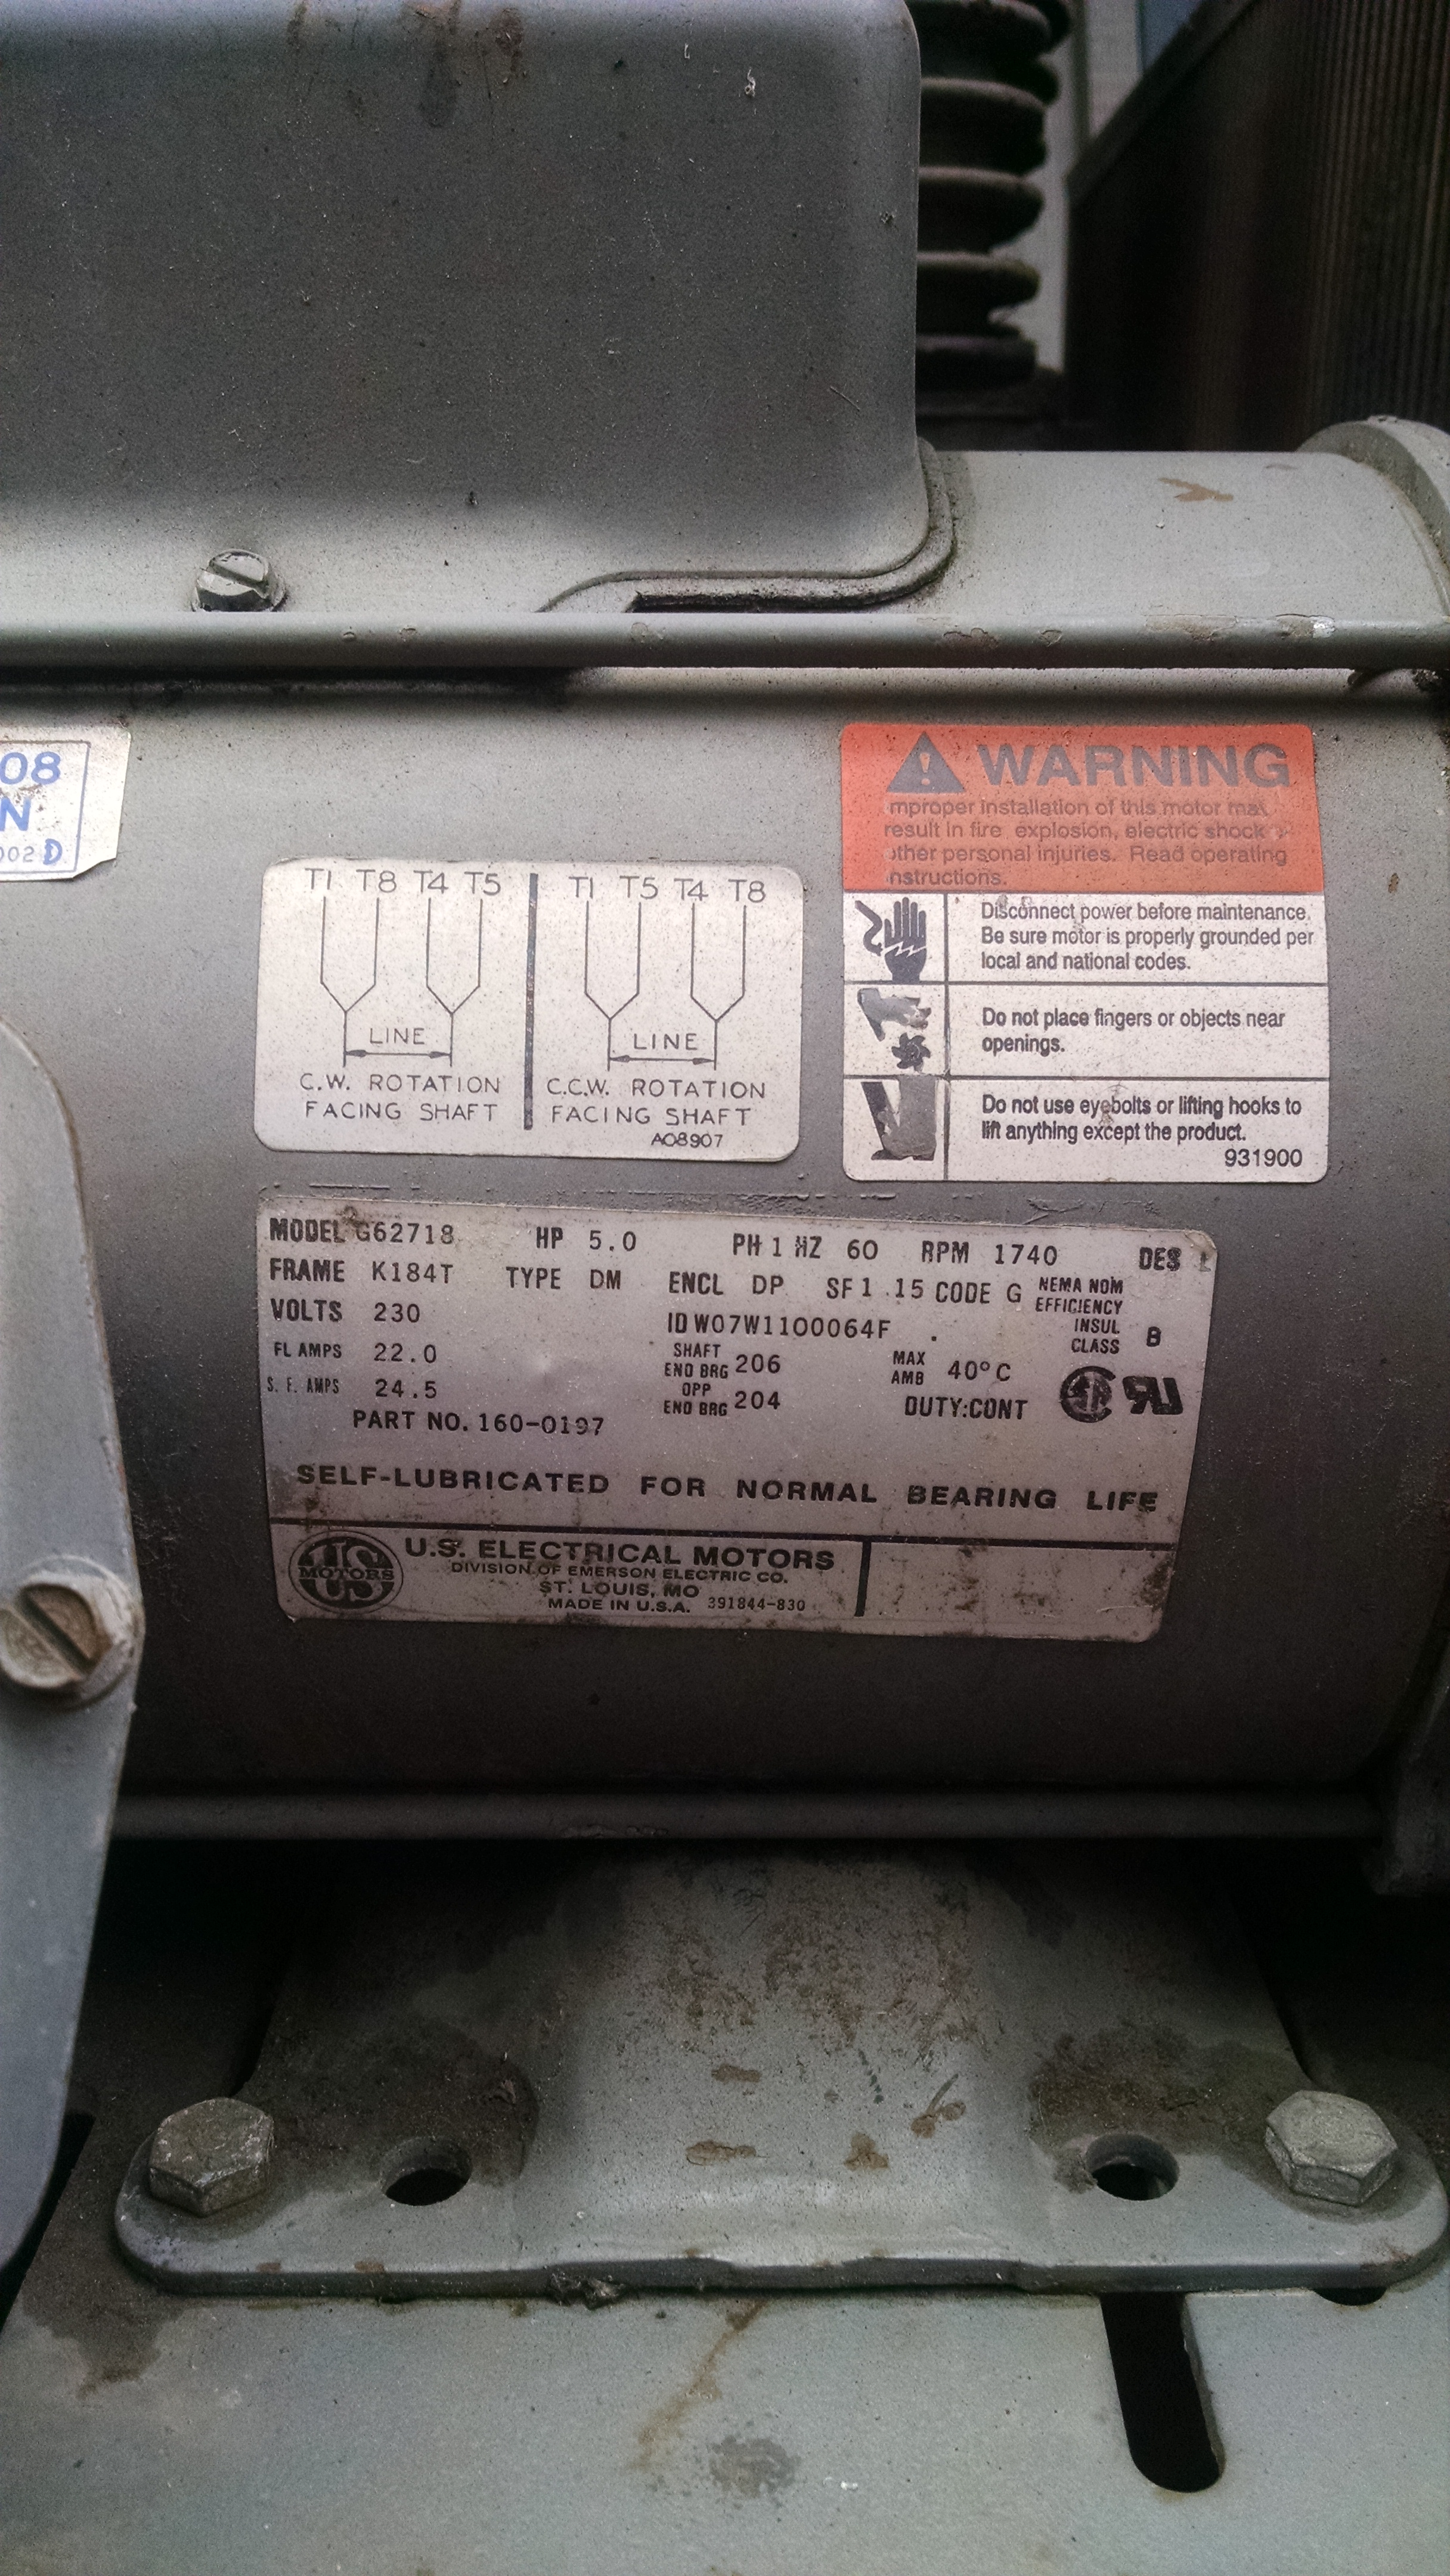 08
N
002 D
T1 T8 T4 T5
LINE
C.W. ROTATION
FACING SHAFT
T1 T5 T4 T8
LINE
C.C.W. ROTATION
FACING SHAFT
A08907
WARNING
mproper installation of this motor may
result in fire explosion, electric shock
other personal injuries. Read operating
nstructions.
Disconnect power before maintenance.
Be sure motor is properly grounded per
local and national codes.
Do not place fingers or objects near
openings.
Do not use eyebolts or lifting hooks to
lift anything except the product.
931900
MODEL G62718 HP 5.0 PH 1 HZ 60 RPM 1740 DES L
FRAME K184T TYPE DM ENCL DP SF 1.15 CODE G NEMA NOM
EFFICIENCY
VOLTS 230 ID W07W1100064F INSUL
CLASS B
FL AMPS 22.0 SHAFT
END BRG 206 MAX
AMB 40°C
S.F. AMPS 24.5 OPP
END BRG 204 DUTY:CONT
PART NO. 160-0197
SELF-LUBRICATED FOR NORMAL BEARING LIFE
US
MOTORS
U.S. ELECTRICAL MOTORS
DIVISION OF EMERSON ELECTRIC CO.
ST. LOUIS, MO
MADE IN U.S.A. 391844-830